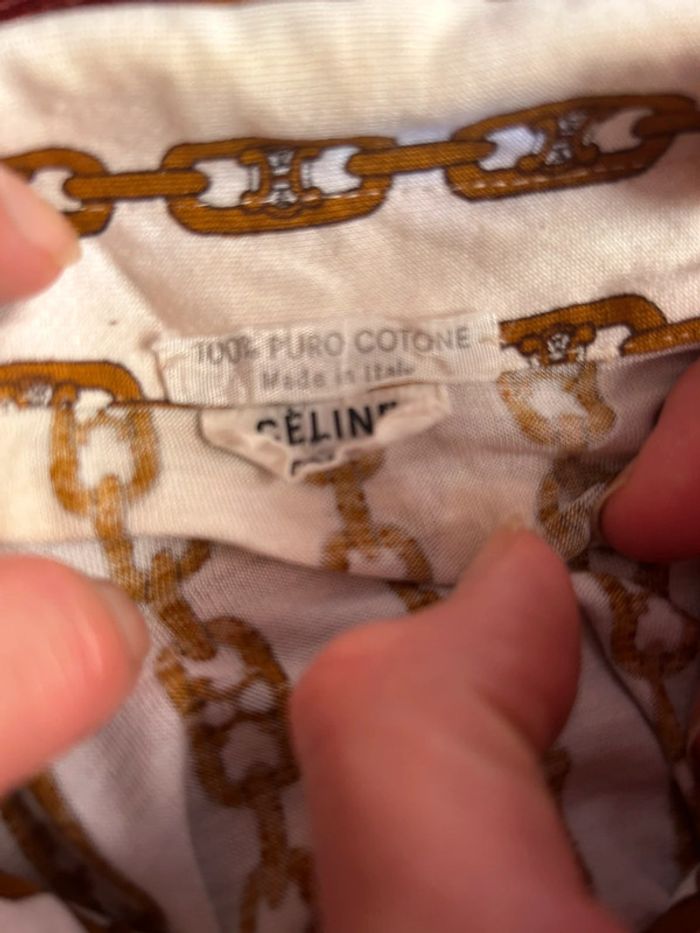 100% PURO COTONE
Made in Italy
CÉLINE